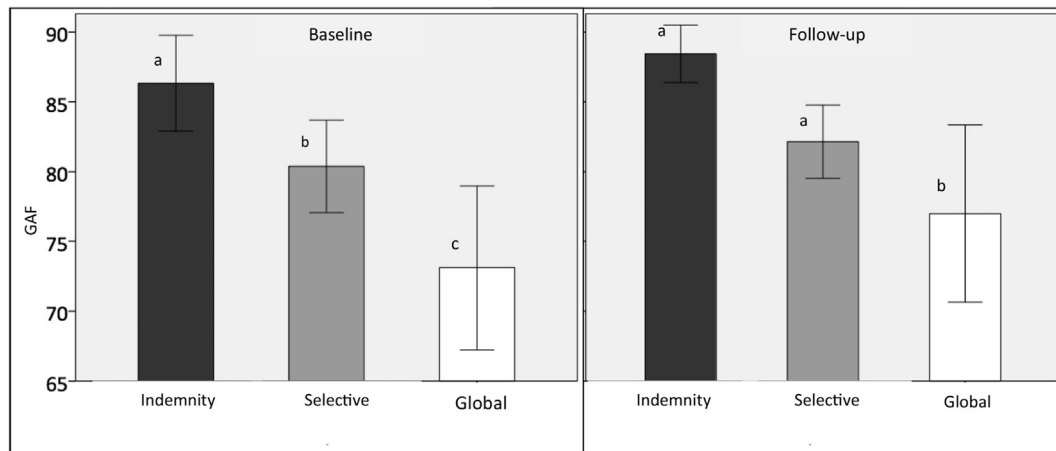 Baseline
Follow-up
GAF
90
85
80
75
70
65
a
b
c
a
a
b
Indemnity
Selective
Global
Indemnity
Selective
Global